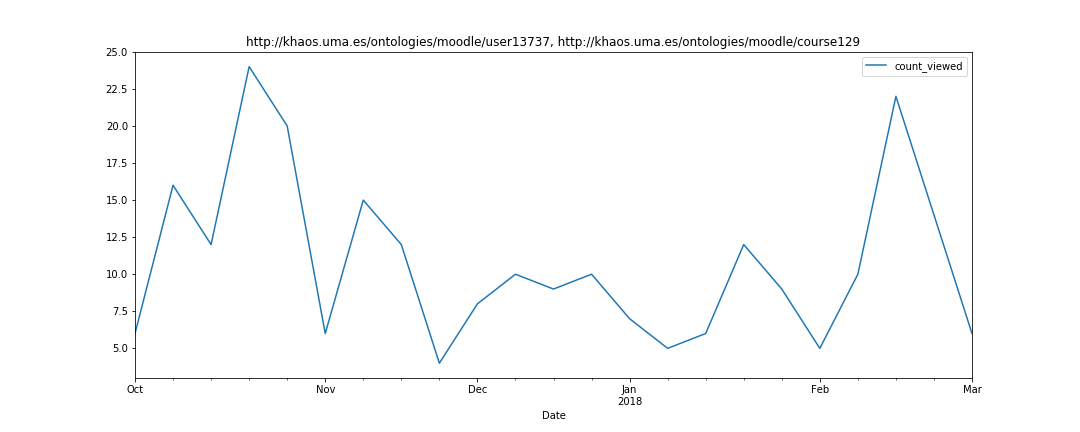 http://khaos.uma.es/ontologies/moodle/user13737, http://khaos.uma.es/ontologies/moodle/course129
count_viewed
25.0
22.5
20.0
17.5
15.0
12.5
10.0
7.5
5.0
Oct Nov Dec Jan Feb Mar
2018
Date